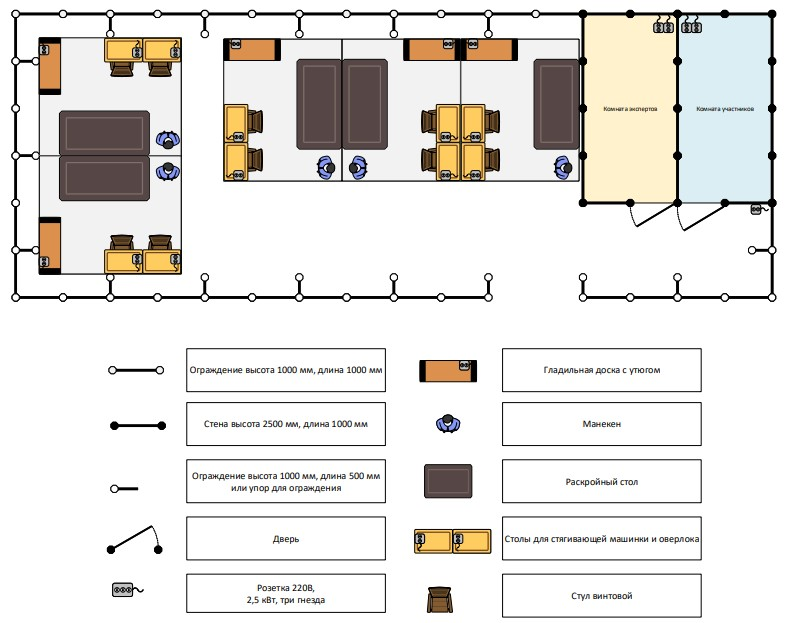 Комната экспертов
Комната участников
Ограждение высота 1000 мм, длина 1000 мм
Гладильная доска с утюгом
Стена высота 2500 мм, длина 1000 мм
Манекен
Ограждение высота 1000 мм, длина 500 мм
или упор для ограждения
Раскройный стол
Дверь
Столы для стягивающей машинки и оверлока
Розетка 220В,
2,5 кВт, три гнезда
Стул винтовой